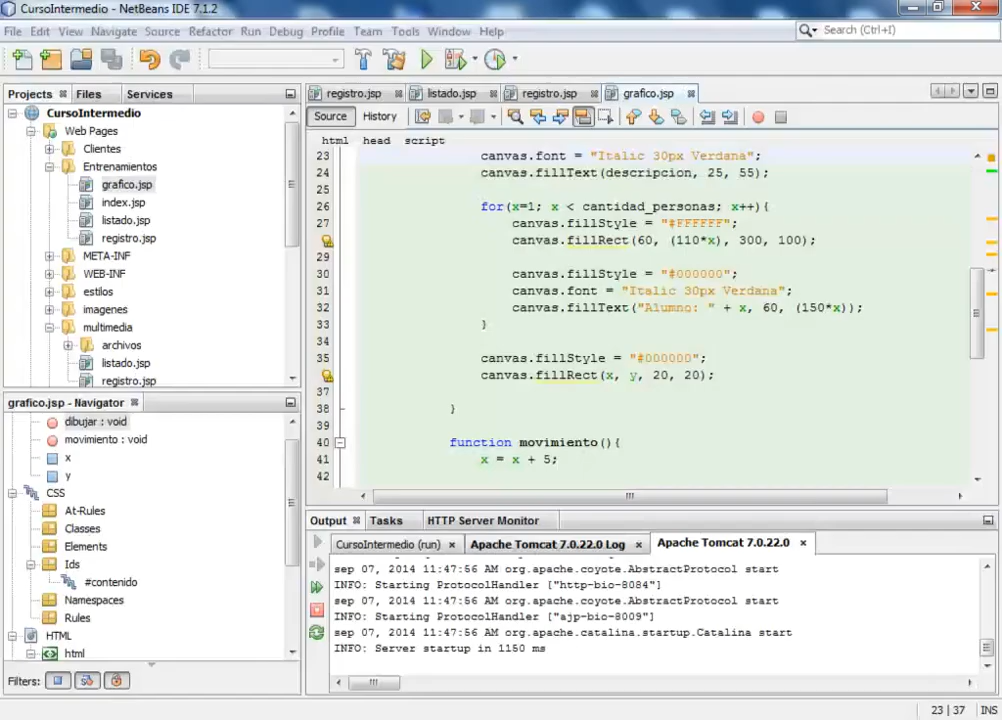 CursoIntermedio - NetBeans IDE 7.1.2
File Edit View Navigate Source Refactor Run Debug Profile Team Tools Window Help
Search (Ctrl+I)
Projects Files Services
CursoIntermedio
Web Pages
Clientes
Entrenamientos
grafico.jsp
index.jsp
listado.jsp
registro.jsp
META-INF
WEB-INF
estilos
imagenes
multimedia
archivos
listado.jsp
registro.jsp
grafico.jsp - Navigator
dibujar : void
movimiento : void
x
y
CSS
At-Rules
Classes
Elements
Ids
#contenido
Namespaces
Rules
HTML
html
Filters:
registro.jsp listado.jsp registro.jsp grafico.jsp
Source History
html head script
23 canvas.font = "Italic 30px Verdana";
24 canvas.fillText(descripcion, 25, 55);
25
26 for(x=1; x < cantidad_personas; x++){
27 canvas.fillStyle = "#FFFFFF";
canvas.fillRect(60, (110*x), 300, 100);
29
30 canvas.fillStyle = "#000000";
31 canvas.font = "Italic 30px Verdana";
32 canvas.fillText("Alumno: " + x, 60, (150*x));
33 }
34
35 canvas.fillStyle = "#000000";
canvas.fillRect(x, y, 20, 20);
37
38 }
39
40 function movimiento(){
41 x = x + 5;
42
Output Tasks HTTP Server Monitor
CursoIntermedio (run) Apache Tomcat 7.0.22.0 Log Apache Tomcat 7.0.22.0
sep 07, 2014 11:47:56 AM org.apache.coyote.AbstractProtocol start
INFO: Starting ProtocolHandler ["http-bio-8084"]
sep 07, 2014 11:47:56 AM org.apache.coyote.AbstractProtocol start
INFO: Starting ProtocolHandler ["ajp-bio-8009"]
sep 07, 2014 11:47:56 AM org.apache.catalina.startup.Catalina start
INFO: Server startup in 1150 ms
23 | 37 INS